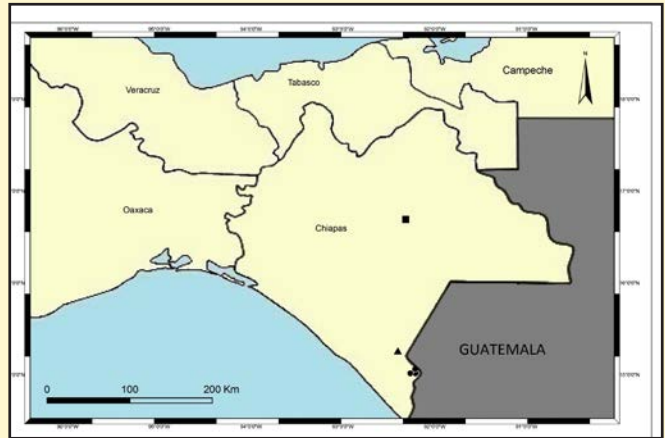 N
Campeche
Tabasco
Veracruz
Oaxaca
Chiapas
GUATEMALA
0 100 200 Km